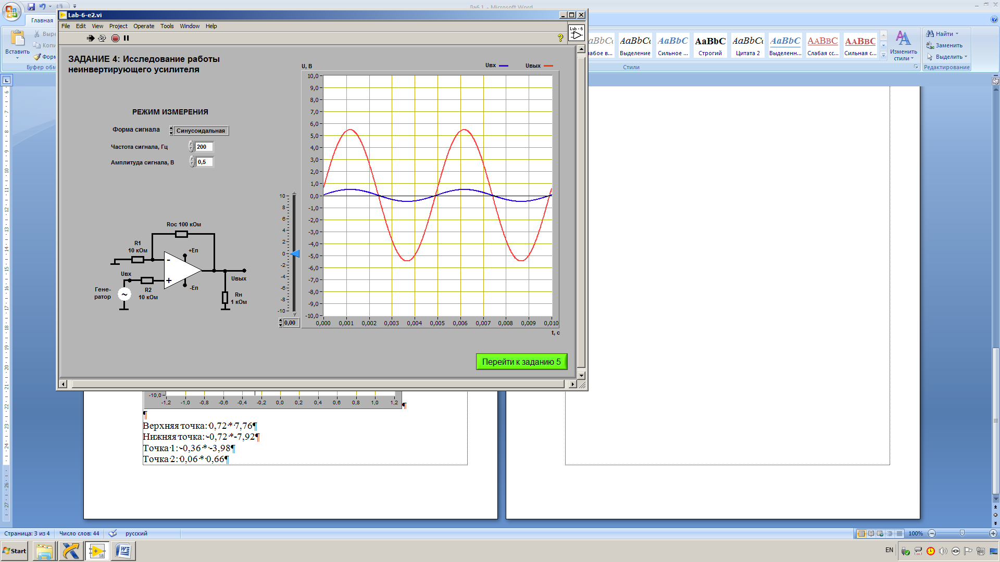 Лаб 1 - Microsoft Word
Lab-6-e2.vi
File Edit View Project Operate Tools Window Help
Lab - 6
Главная
Вставить
Буфер обм
Выделение
Сильное ...
Строгий
Цитата 2
Выделенн...
Слабая сс...
Сильная с...
AaBbCc AaBbC AaBbC AaBbCc AaBbC AaBbC AaBbC
Изменить стили
Стили
Найти
Заменить
Выделить
Редактирование
ЗАДАНИЕ 4: Исследование работы
неинвертирующего усилителя
РЕЖИМ ИЗМЕРЕНИЯ
Форма сигнала Синусоидальная
Частота сигнала, Гц 200
Амплитуда сигнала, В 0,5
U, В Uвх Uвых
10,0
9,0
8,0
7,0
6,0
5,0
4,0
3,0
2,0
1,0
0,0
-1,0
-2,0
-3,0
-4,0
-5,0
-6,0
-7,0
-8,0
-9,0
-10,0
0,000 0,001 0,002 0,003 0,004 0,005 0,006 0,007 0,008 0,009 0,010
t, с
10
8
6
4
2
0
-2
-4
-6
-8
-10
0,00
Rос 100 кОм
R1
10 кОм
+Eп
-
Uвх
+
Uвых
-Eп
Гене-
ратор
~
R2
10 кОм
Rн
1 кОм
Перейти к заданию 5
-10,0
-1,2 -1,0 -0,8 -0,6 -0,4 -0,2 0,0 0,2 0,4 0,6 0,8 1,0 1,2
¶
¶
Верхняя·точка:·0,72·*·7,76¶
Нижняя·точка:·-0,72·*·-7,92¶
Точка·1:·-0,36·*·-3,98¶
Точка·2:·0,06·*·0,66¶
Страница: 3 из 4 Число слов: 44 русский
100%
Start
18
EN